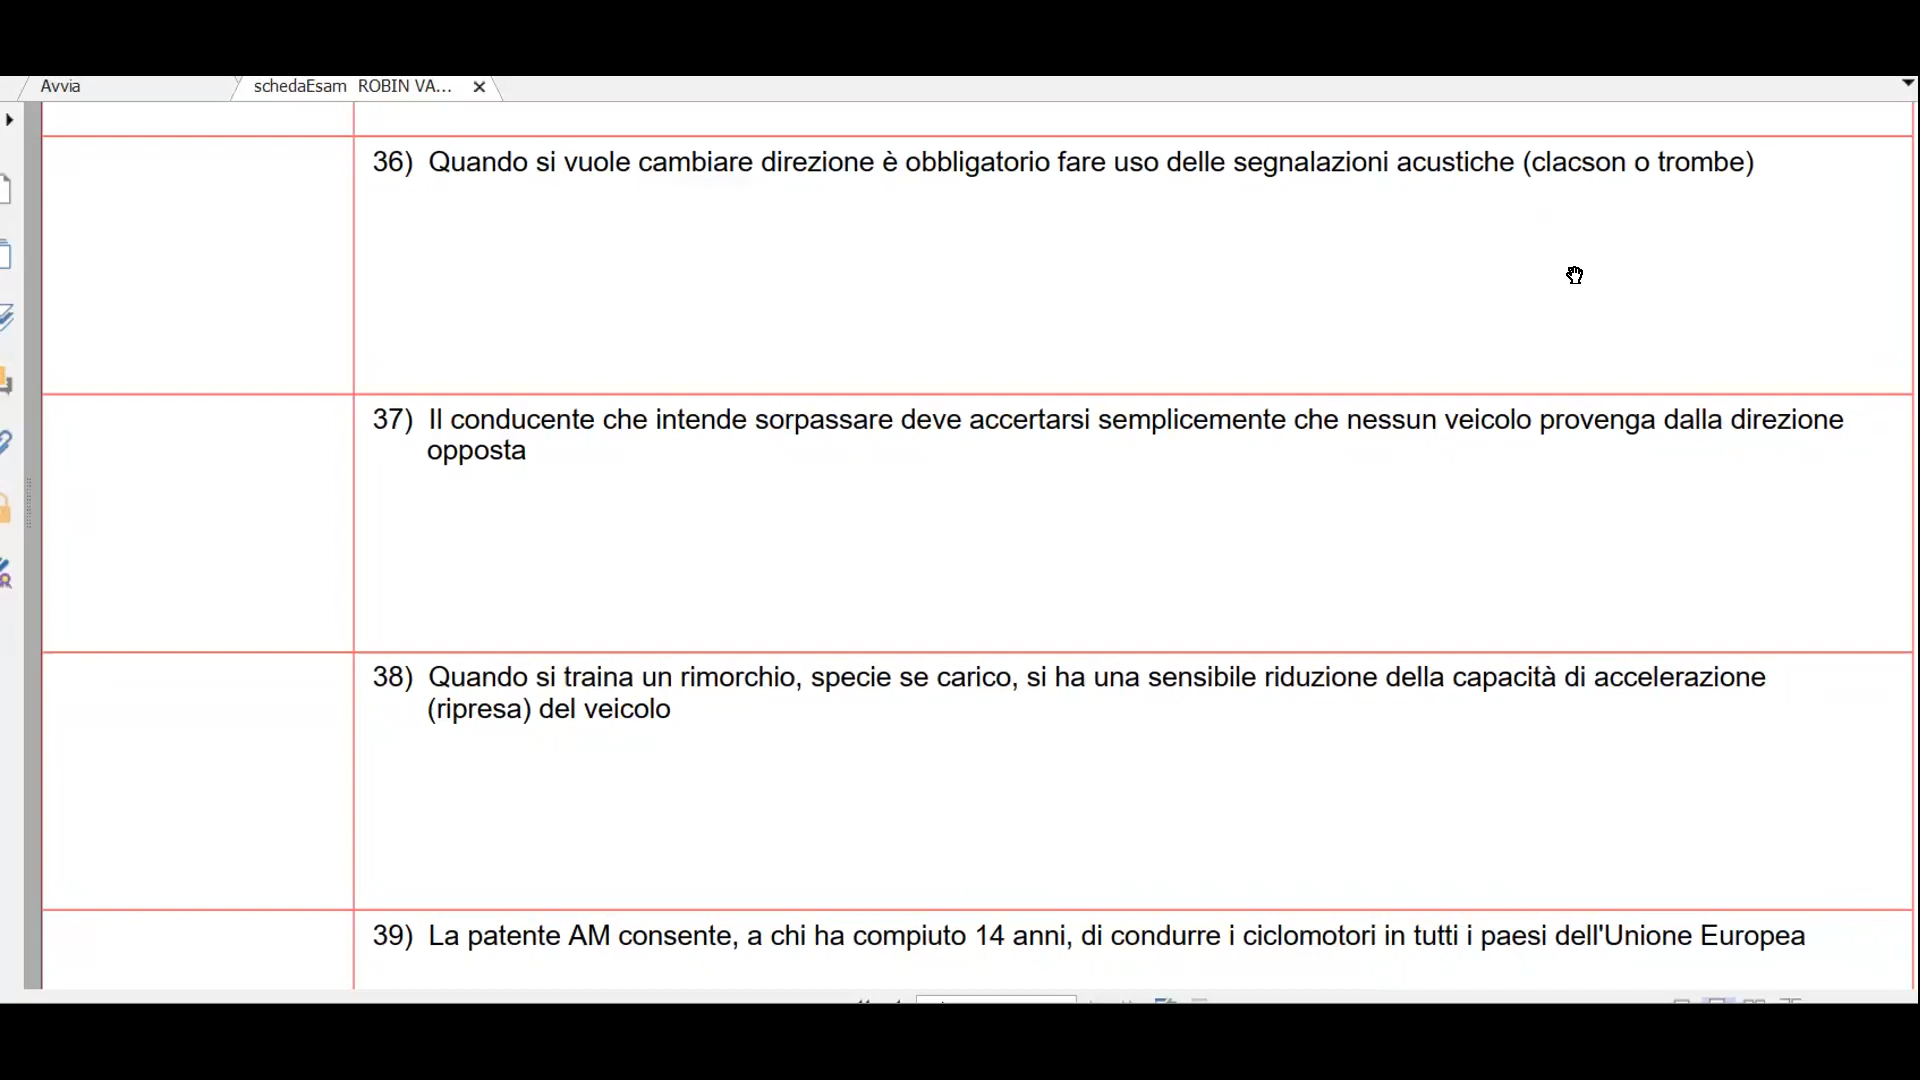 Avvia
schedaEsam ROBIN VA...
36) Quando si vuole cambiare direzione è obbligatorio fare uso delle segnalazioni acustiche (clacson o trombe)
37) Il conducente che intende sorpassare deve accertarsi semplicemente che nessun veicolo provenga dalla direzione
opposta
38) Quando si traina un rimorchio, specie se carico, si ha una sensibile riduzione della capacità di accelerazione
(ripresa) del veicolo
39) La patente AM consente, a chi ha compiuto 14 anni, di condurre i ciclomotori in tutti i paesi dell'Unione Europea